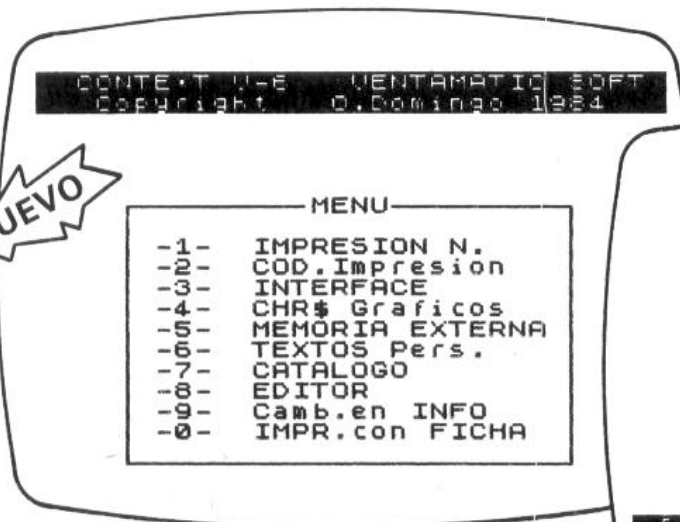 CONTE·T V-6 VENTAMATIC SOFT
Copyright O.Domingo 1984
UEVO
MENU
-1- IMPRESION N.
-2- COD.Impresion
-3- INTERFACE
-4- CHR$ Graficos
-5- MEMORIA EXTERNA
-6- TEXTOS Pers.
-7- CATALOGO
-8- EDITOR
-9- Camb.en INFO
-0- IMPR.con FICHA